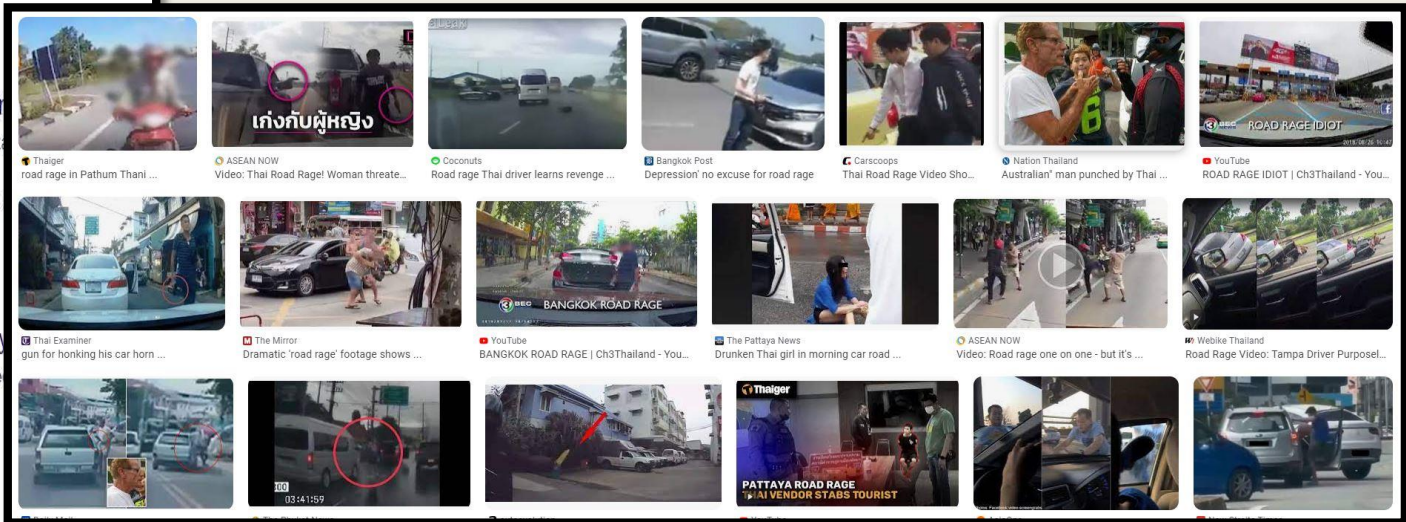 เก่งกับผู้หญิง
ROAD RAGE IDIOT
Thaiger
road rage in Pathum Thani ...
ASEAN NOW
Video: Thai Road Rage! Woman threate...
Coconuts
Road rage Thai driver learns revenge ...
Bangkok Post
Depression' no excuse for road rage
Carscoops
Thai Road Rage Video Sho...
Nation Thailand
Australian" man punched by Thai ...
YouTube
ROAD RAGE IDIOT | Ch3Thailand - You...
BEC
BANGKOK ROAD RAGE
Thai Examiner
gun for honking his car horn ...
The Mirror
Dramatic 'road rage' footage shows ...
YouTube
BANGKOK ROAD RAGE | Ch3Thailand - You...
The Pattaya News
Drunken Thai girl in morning car road ...
ASEAN NOW
Video: Road rage one on one - but it's ...
Webike Thailand
Road Rage Video: Tampa Driver Purposel...
03:41:59
Thaiger
PATTAYA ROAD RAGE
THAI VENDOR STABS TOURIST